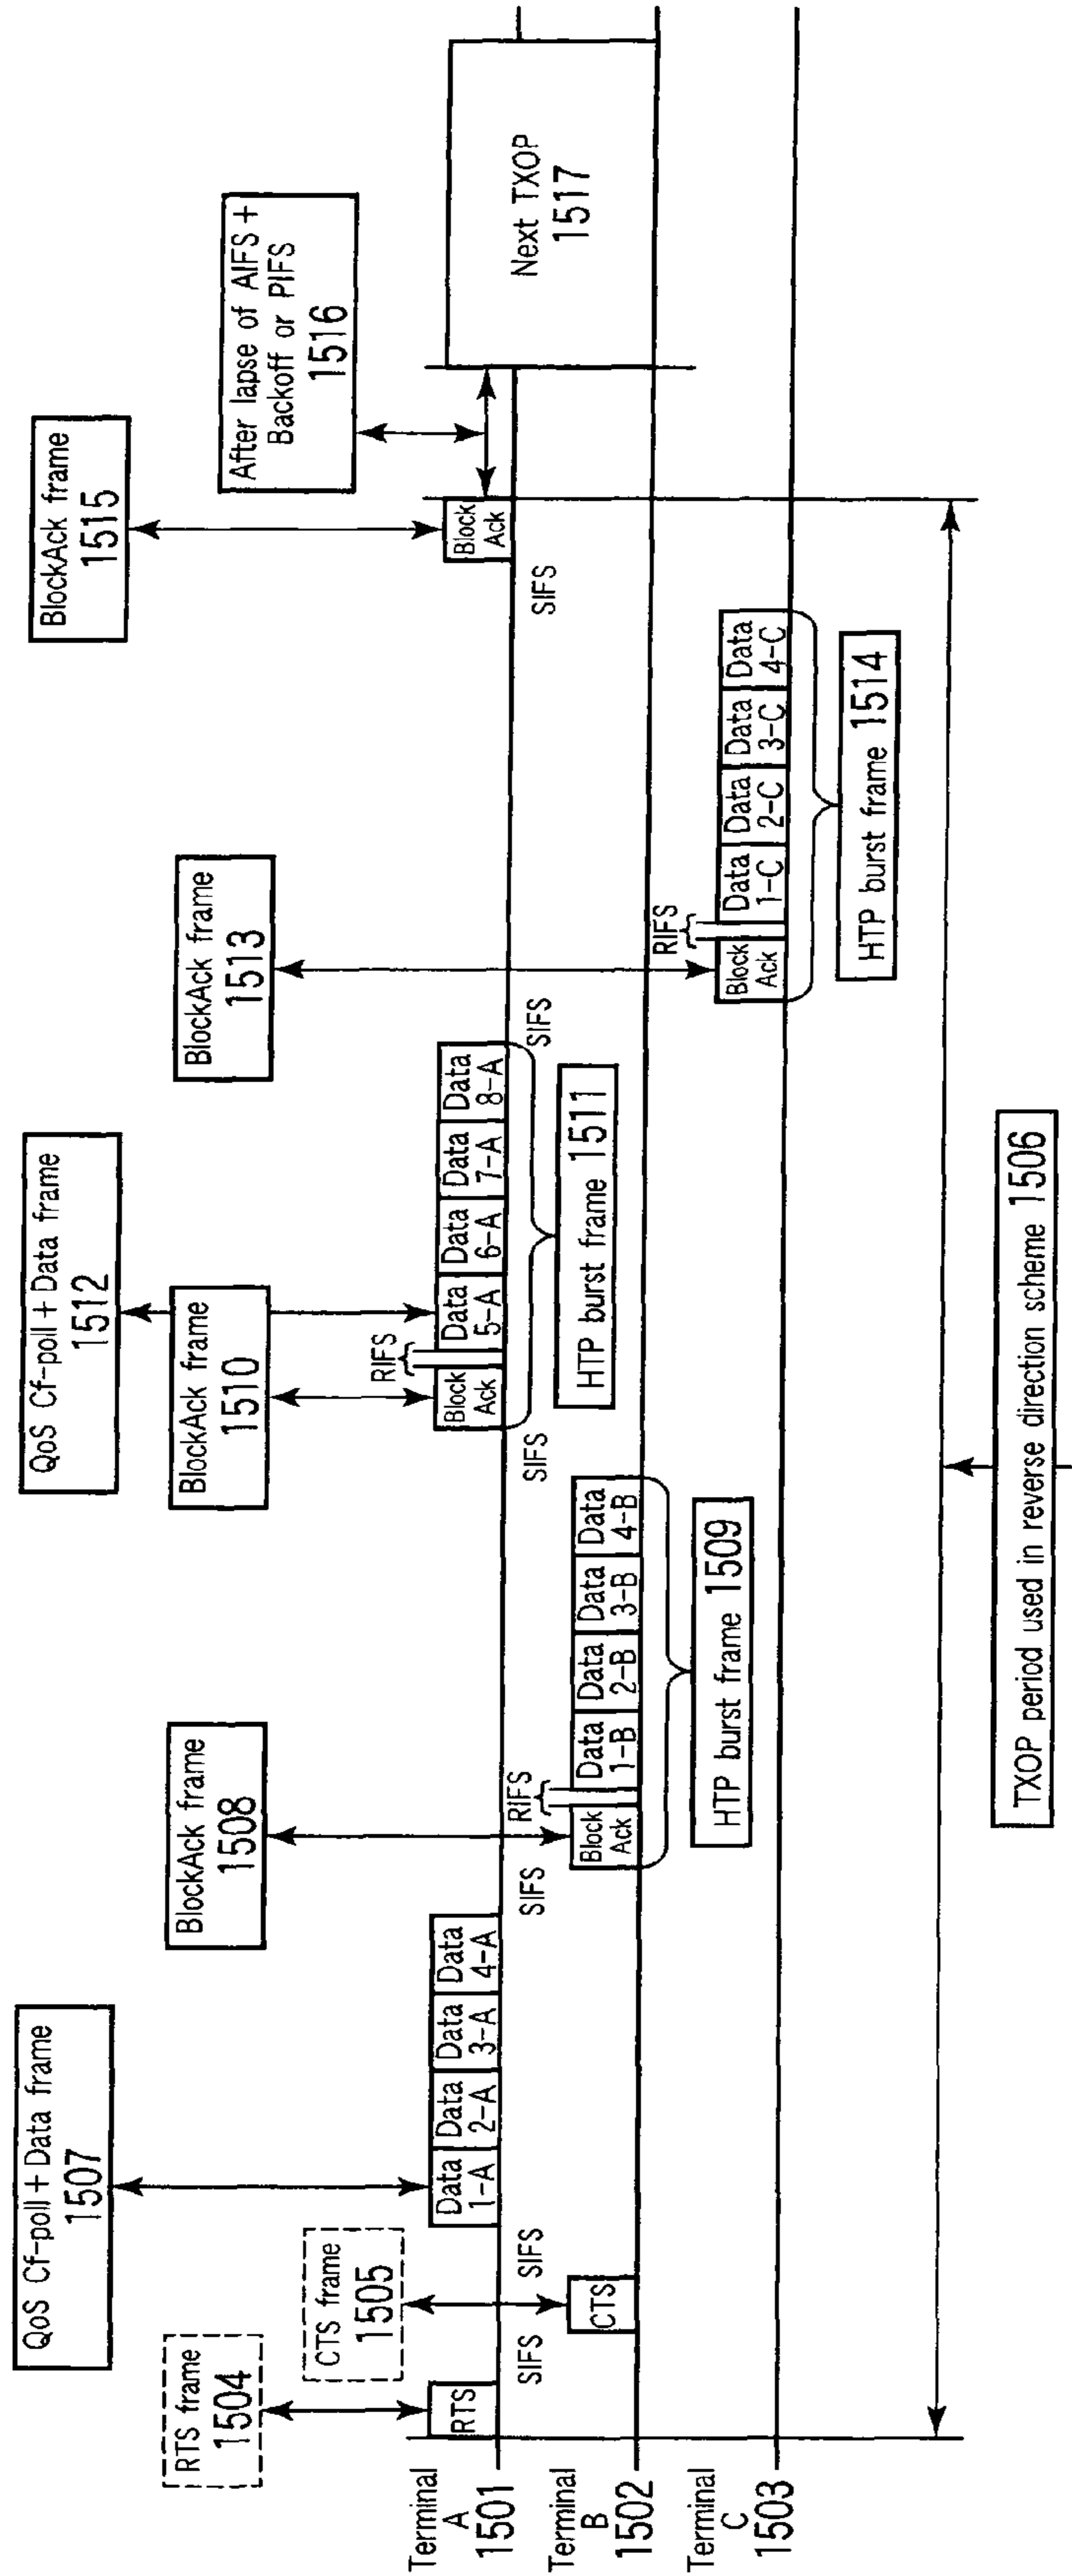 QoS Cf-poll + Data frame
1507
QoS Cf-poll + Data frame
1512
BlockAck frame
1515
RTS frame
1504
CTS frame
1505
BlockAck frame
1508
BlockAck frame
1510
BlockAck frame
1513
After lapse of AIFS +
Backoff or PIFS
1516
Terminal
A
1501
RTS
SIFS
SIFS
Data
1-A
Data
2-A
Data
3-A
Data
4-A
SIFS
RIFS
SIFS
Block
Ack
RIFS
Data
5-A
Data
6-A
Data
7-A
Data
8-A
SIFS
HTP burst frame 1511
RIFS
SIFS
Block
Ack
Next TXOP
1517
Terminal
B
1502
CTS
Block
Ack
Data
1-B
Data
2-B
Data
3-B
Data
4-B
HTP burst frame 1509
Terminal
C
1503
Block
Ack
Data
1-C
Data
2-C
Data
3-C
Data
4-C
HTP burst frame 1514
TXOP period used in reverse direction scheme 1506